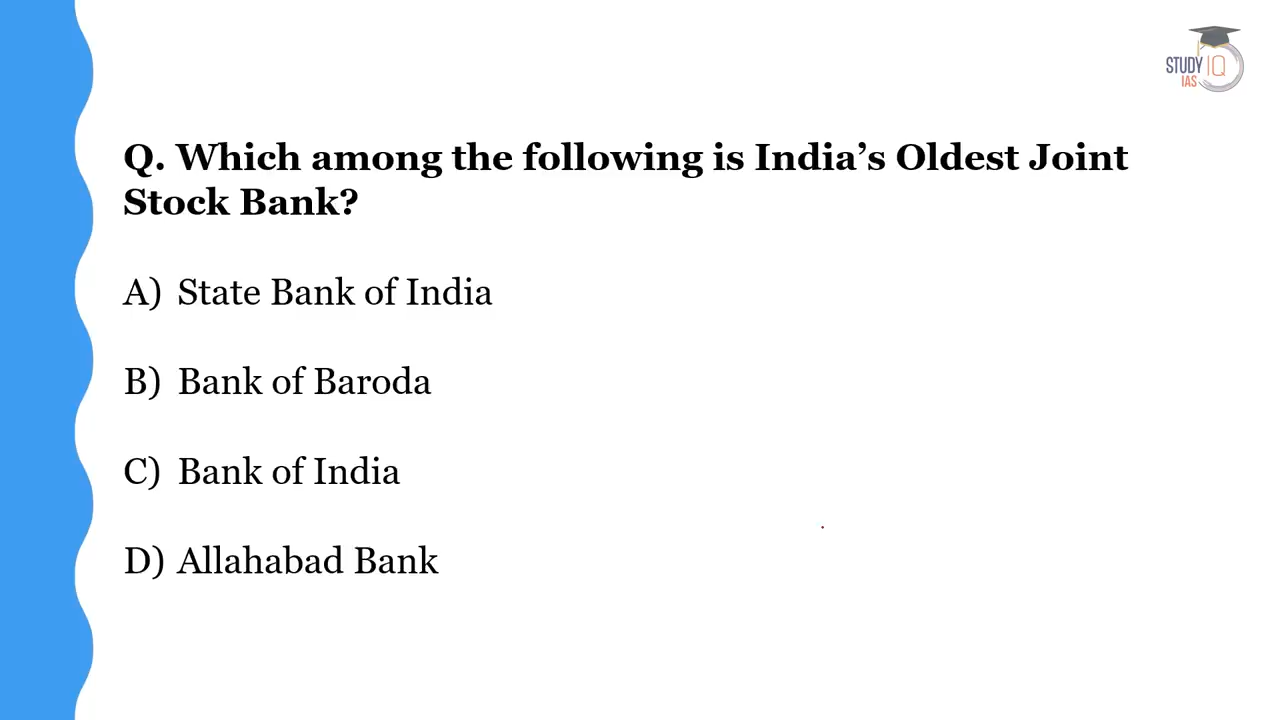 STUDY IQ
IAS
Q. Which among the following is India’s Oldest Joint
Stock Bank?
A) State Bank of India
B) Bank of Baroda
C) Bank of India
D) Allahabad Bank